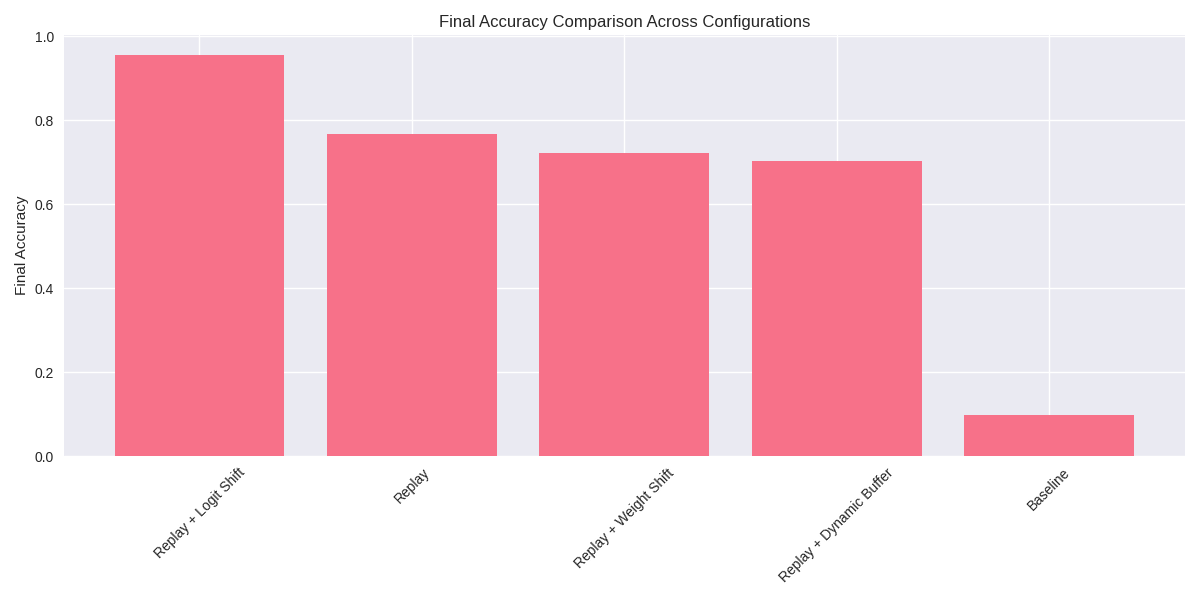 Final Accuracy Comparison Across Configurations
Final Accuracy
1.0
0.8
0.6
0.4
0.2
0.0
Replay + Logit Shift
Replay
Replay + Weight Shift
Replay + Dynamic Buffer
Baseline